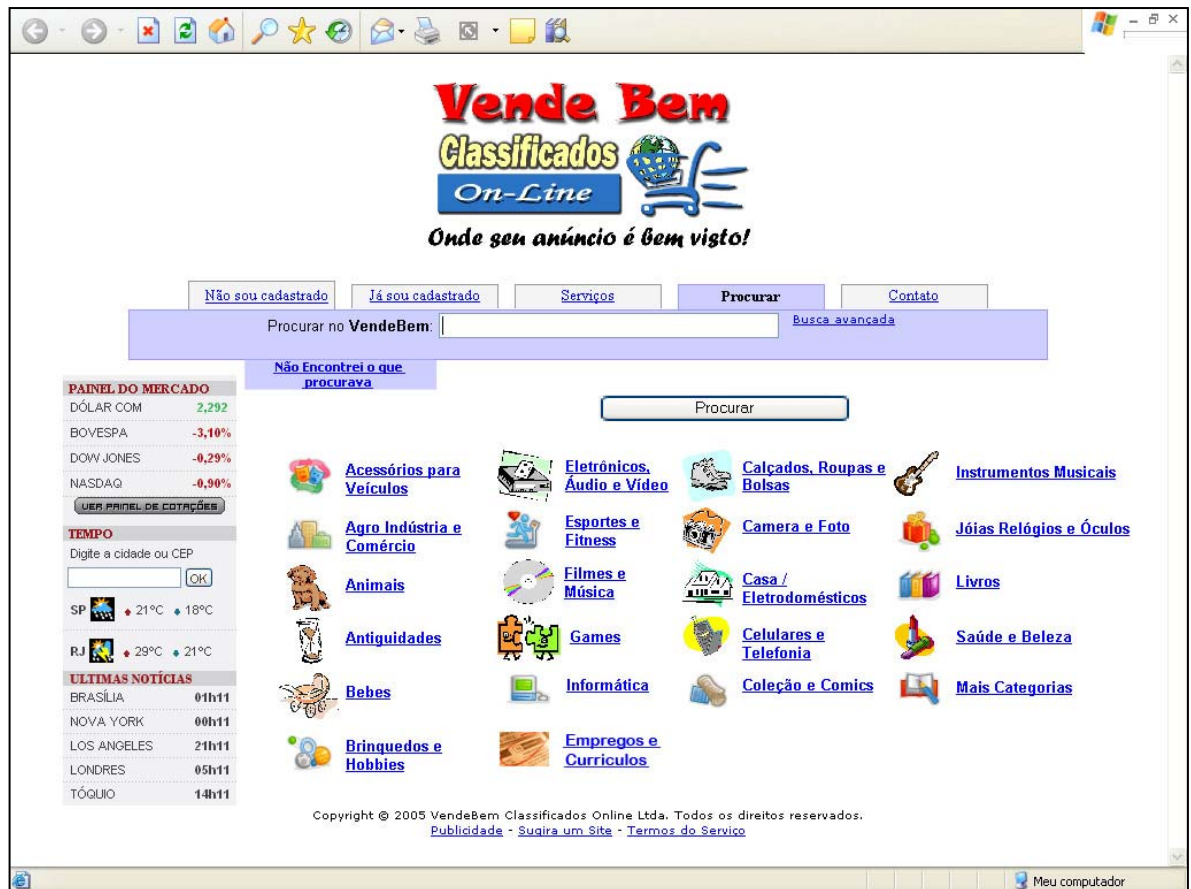 Vende Bem
Classificados
On-Line
Onde seu anúncio é bem visto!
Não sou cadastrado
Já sou cadastrado
Serviços
Procurar
Contato
Procurar no VendeBem:
Busca avançada
Não Encontrei o que
procurava
Procurar
PAINEL DO MERCADO
DÓLAR COM 2,292
BOVESPA -3,10%
DOW JONES -0,29%
NASDAQ -0,90%
VER PAINEL DE COTAÇÕES
TEMPO
Digite a cidade ou CEP
OK
SP 21ºC 18ºC
RJ 29ºC 21ºC
ULTIMAS NOTÍCIAS
BRASÍLIA 01h11
NOVA YORK 00h11
LOS ANGELES 21h11
LONDRES 05h11
TÓQUIO 14h11
Acessórios para
Veículos
Agro Indústria e
Comércio
Animais
Antiguidades
Bebes
Brinquedos e
Hobbies
Eletrônicos,
Áudio e Vídeo
Esportes e
Fitness
Filmes e
Música
Games
Informática
Empregos e
Curriculos
Calçados, Roupas e
Bolsas
Camera e Foto
Casa /
Eletrodomésticos
Celulares e
Telefonia
Coleção e Comics
Instrumentos Musicais
Jóias Relógios e Óculos
Livros
Saúde e Beleza
Mais Categorias
Copyright © 2005 VendeBem Classificados Online Ltda. Todos os direitos reservados.
Publicidade - Sugira um Site - Termos do Serviço
Meu computador